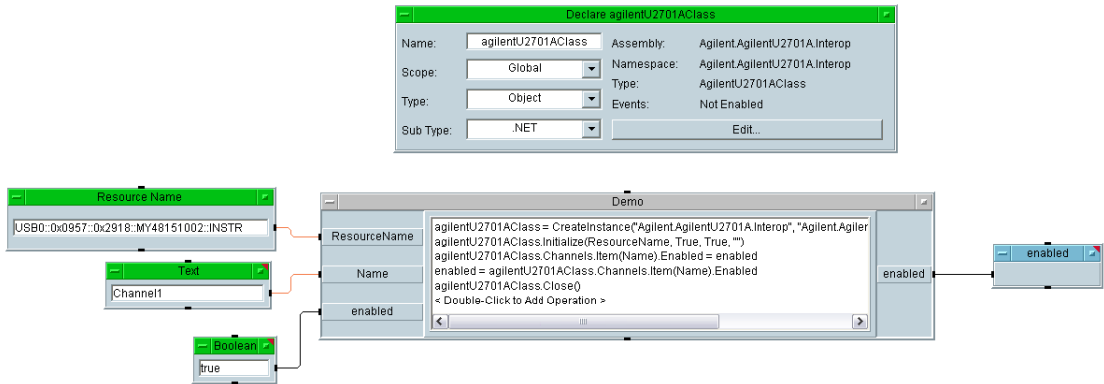 Declare agilentU2701AClass
Name: agilentU2701AClass Assembly: Agilent.AgilentU2701A.Interop
Scope: Global Namespace: Agilent.AgilentU2701A.Interop
Type: AgilentU2701AClass
Type: Object Events: Not Enabled
Sub Type: .NET Edit...
Resource Name
USB0::0x0957::0x2918::MY48151002::INSTR
Text
Channel1
Boolean
true
Demo
ResourceName
Name
enabled
agilentU2701AClass = CreateInstance("Agilent.AgilentU2701A.Interop", "Agilent.Agiler
agilentU2701AClass.Initialize(ResourceName, True, True, "")
agilentU2701AClass.Channels.Item(Name).Enabled = enabled
enabled = agilentU2701AClass.Channels.Item(Name).Enabled
agilentU2701AClass.Close()
< Double-Click to Add Operation >
enabled
enabled